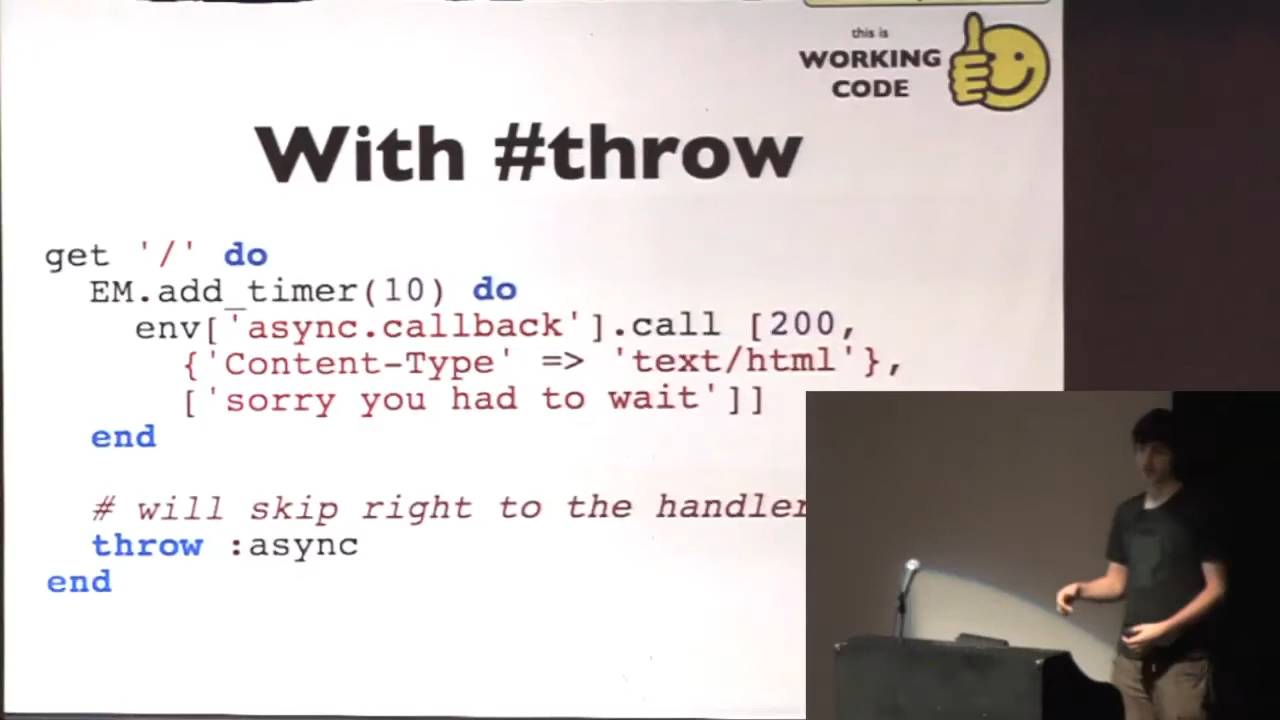 this is
WORKING
CODE
With #throw
get '/' do
EM.add_timer(10) do
env['async.callback'].call [200,
{'Content-Type' => 'text/html'},
['sorry you had to wait']]
end
# will skip right to the handler
throw :async
end